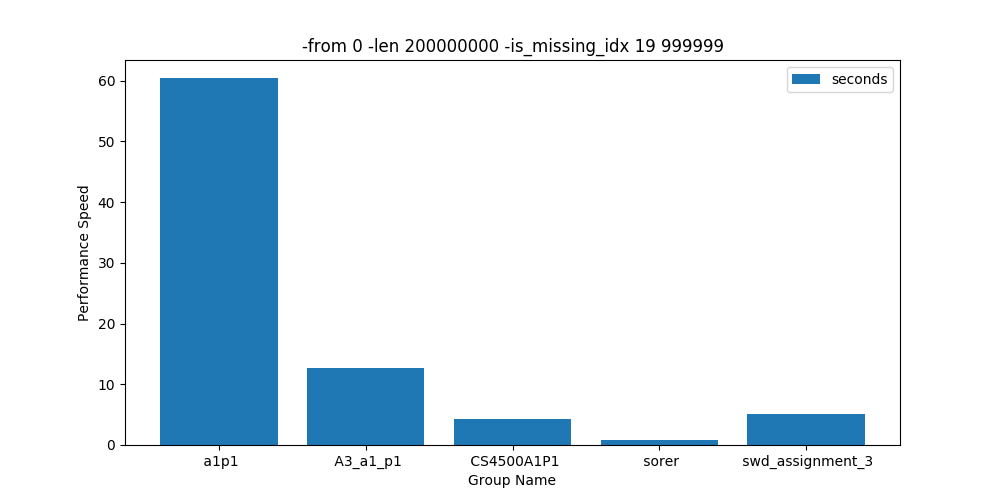 -from 0 -len 200000000 -is_missing_idx 19 999999
seconds
Performance Speed
60
50
40
30
20
10
0
a1p1 A3_a1_p1 CS4500A1P1 sorer swd_assignment_3
Group Name